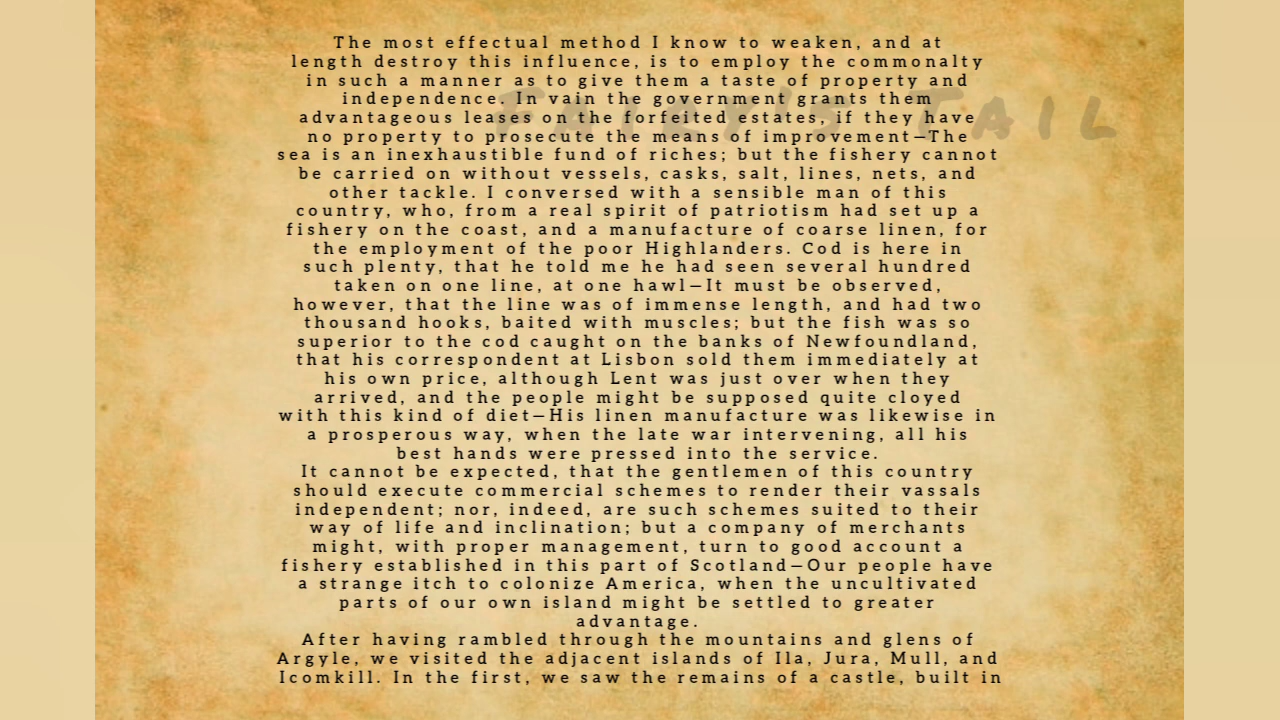 The most effectual method I know to weaken, and at
length destroy this influence, is to employ the commonalty
in such a manner as to give them a taste of property and
independence. In vain the government grants them
FAIRY'S TAIL
advantageous leases on the forfeited estates, if they have
no property to prosecute the means of improvement—The
sea is an inexhaustible fund of riches; but the fishery cannot
be carried on without vessels, casks, salt, lines, nets, and
other tackle. I conversed with a sensible man of this
country, who, from a real spirit of patriotism had set up a
fishery on the coast, and a manufacture of coarse linen, for
the employment of the poor Highlanders. Cod is here in
such plenty, that he told me he had seen several hundred
taken on one line, at one hawl—It must be observed,
however, that the line was of immense length, and had two
thousand hooks, baited with muscles; but the fish was so
superior to the cod caught on the banks of Newfoundland,
that his correspondent at Lisbon sold them immediately at
his own price, although Lent was just over when they
arrived, and the people might be supposed quite cloyed
with this kind of diet—His linen manufacture was likewise in
a prosperous way, when the late war intervening, all his
best hands were pressed into the service.
It cannot be expected, that the gentlemen of this country
should execute commercial schemes to render their vassals
independent; nor, indeed, are such schemes suited to their
way of life and inclination; but a company of merchants
might, with proper management, turn to good account a
fishery established in this part of Scotland—Our people have
a strange itch to colonize America, when the uncultivated
parts of our own island might be settled to greater
advantage.
After having rambled through the mountains and glens of
Argyle, we visited the adjacent islands of Ila, Jura, Mull, and
Icomkill. In the first, we saw the remains of a castle, built in